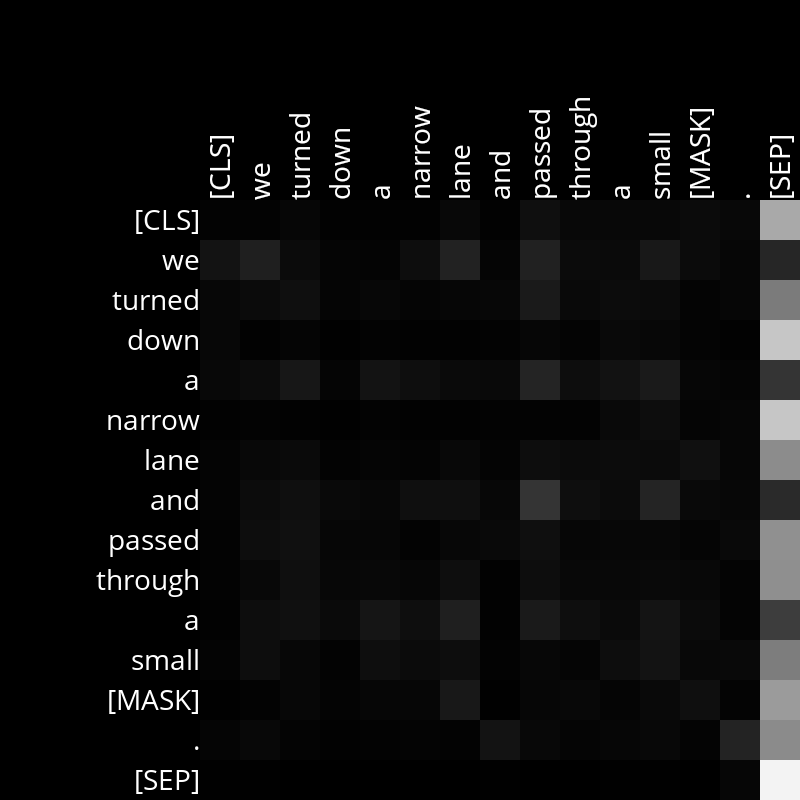 [CLS] we turned down a narrow lane and passed through a small [MASK] . [SEP]
[CLS]
we
turned
down
a
narrow
lane
and
passed
through
a
small
[MASK]
.
[SEP]